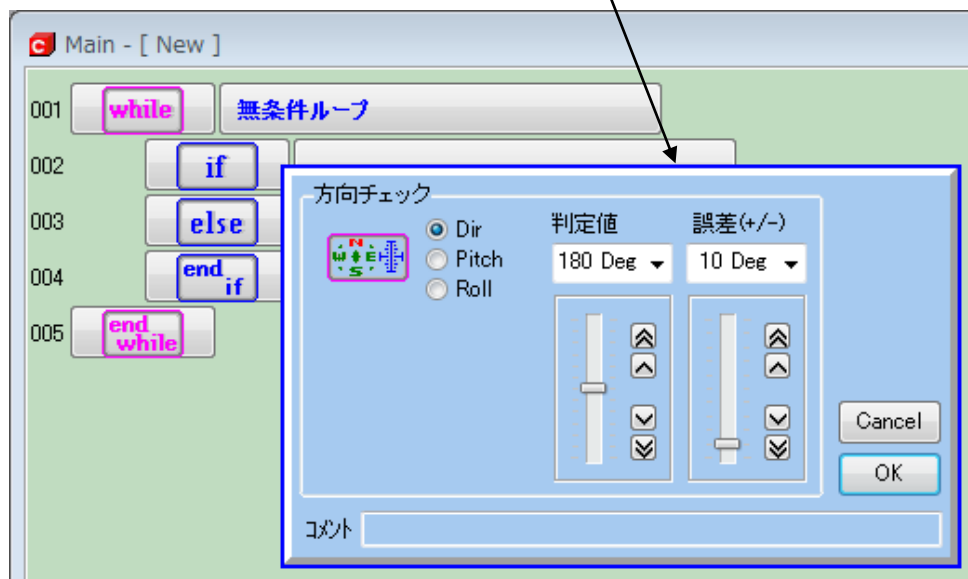 C Main - [ New ]
001 while 無条件ループ
002 if
003 else
004 end if
005 end while
方向チェック
Dir
Pitch
Roll
N
W E
S
判定値 誤差(+/-)
180 Deg 10 Deg
Cancel
OK
コメント